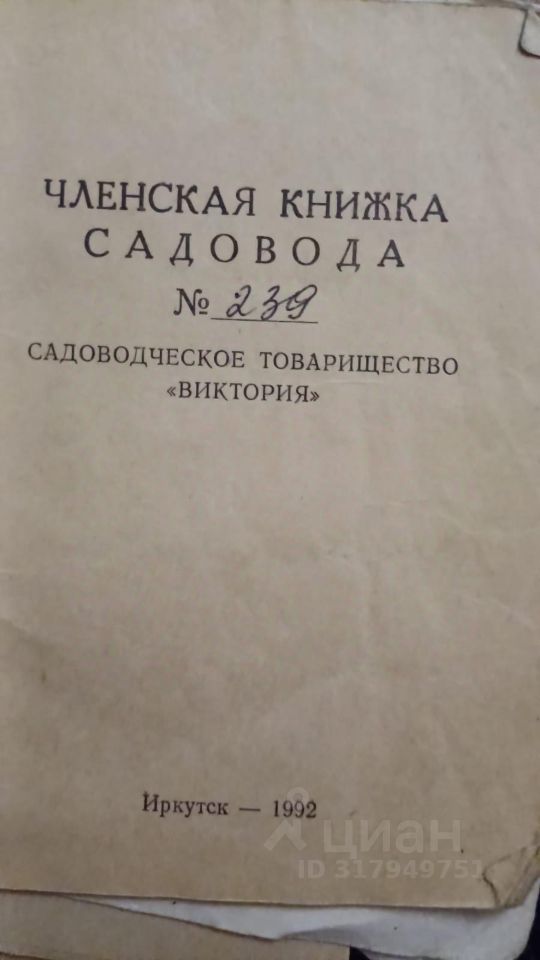 ЧЛЕНСКАЯ КНИЖКА
САДОВОДА
№ 239
САДОВОДЧЕСКОЕ ТОВАРИЩЕСТВО
«ВИКТОРИЯ»
Иркутск — 1992
циан
ID 317949751